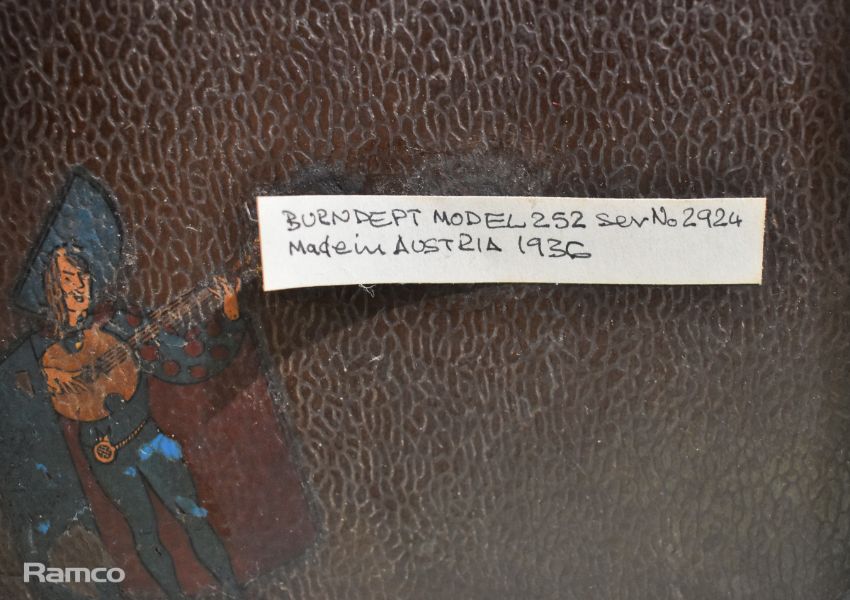 BURNDEPT MODEL 252 ser No 2924
Made in AUSTRIA 1936
Ramco